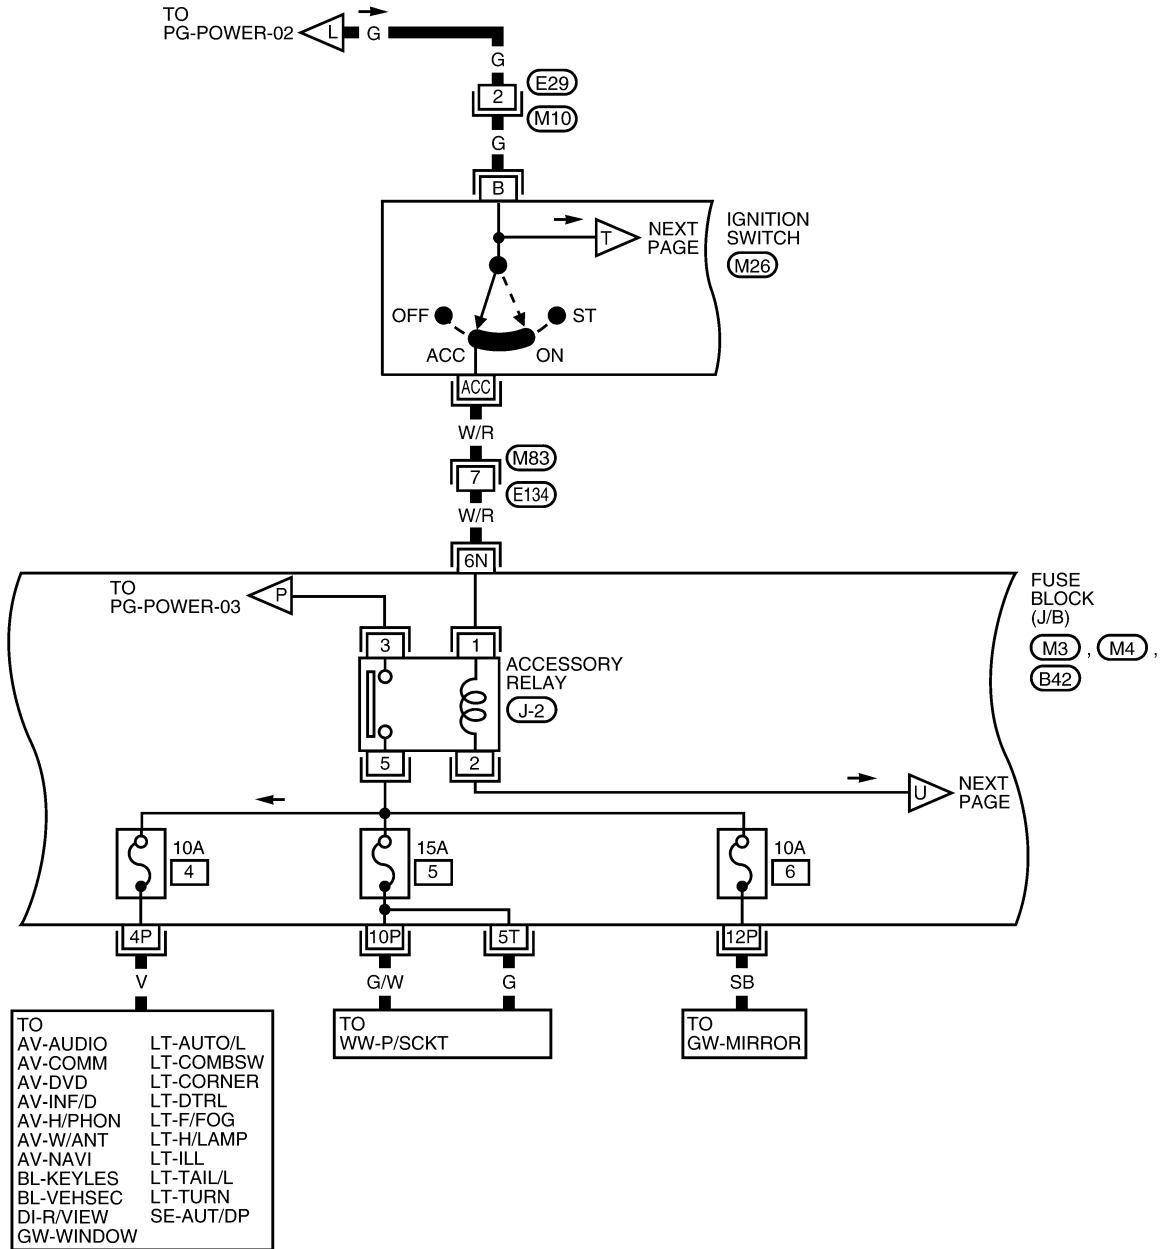 TO
PG-POWER-02
L
G
G
2
E29
M10
G
B
IGNITION
SWITCH
M26
T
NEXT
PAGE
OFF
ST
ACC
ON
ACC
W/R
M83
7
E134
W/R
6N
TO
PG-POWER-03
P
FUSE
BLOCK
(J/B)
M3 , M4 ,
B42
3
1
ACCESSORY
RELAY
J-2
5
2
U
NEXT
PAGE
10A
4
15A
5
10A
6
4P
10P
5T
12P
V
G/W
G
SB
TO
AV-AUDIO
AV-COMM
AV-DVD
AV-INF/D
AV-H/PHON
AV-W/ANT
AV-NAVI
BL-KEYLES
BL-VEHSEC
DI-R/VIEW
GW-WINDOW
LT-AUTO/L
LT-COMBSW
LT-CORNER
LT-DTRL
LT-F/FOG
LT-H/LAMP
LT-ILL
LT-TAIL/L
LT-TURN
SE-AUT/DP
TO
WW-P/SCKT
TO
GW-MIRROR